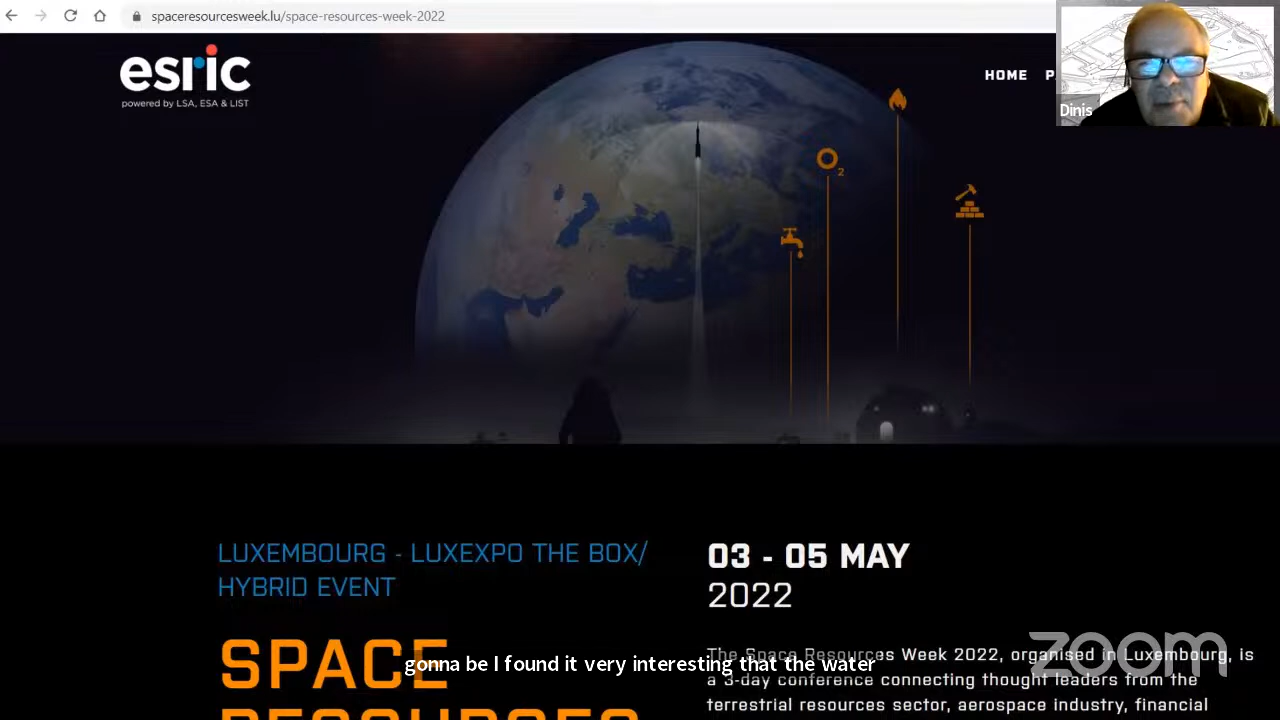 spaceresourcesweek.lu/space-resources-week-2022
esric
powered by LSA, ESA & LIST
HOME
Dinis
O2
LUXEMBOURG - LUXEXPO THE BOX/
HYBRID EVENT
03 - 05 MAY
2022
SPACE
RESOURCES
The Space Resources Week 2022, organised in Luxembourg, is
a 3-day conference connecting thought leaders from the
terrestrial resources sector, aerospace industry, financial
gonna be I found it very interesting that the water
zoom